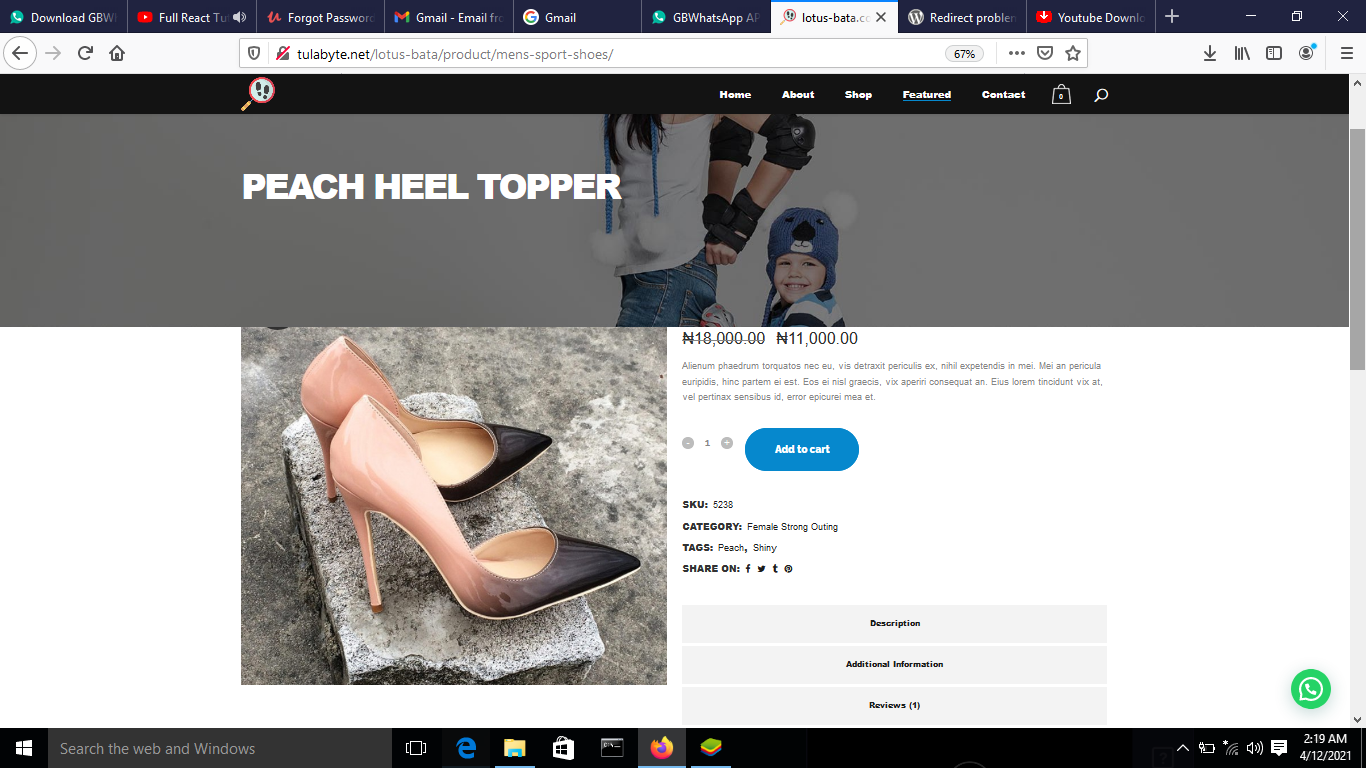 Download GBWH
Full React Tu
Forgot Password
Gmail - Email fro
Gmail
GBWhatsApp AP
lotus-bata.co
Redirect problem
Youtube Downlo
tulabyte.net/lotus-bata/product/mens-sport-shoes/
67%
Home
About
Shop
Featured
Contact
0
PEACH HEEL TOPPER
₦18,000.00 ₦11,000.00
Alienum phaedrum torquatos nec eu, vis detraxit periculis ex, nihil expetendis in mei. Mei an pericula
euripidis, hinc partem ei est. Eos ei nisl graecis, vix aperiri consequat an. Eius lorem tincidunt vix at,
vel pertinax sensibus id, error epicurei mea et.
- 1 +
Add to cart
SKU: 5238
CATEGORY: Female Strong Outing
TAGS: Peach, Shiny
SHARE ON:
Description
Additional Information
Reviews (1)
Search the web and Windows
2:19 AM
4/12/2021